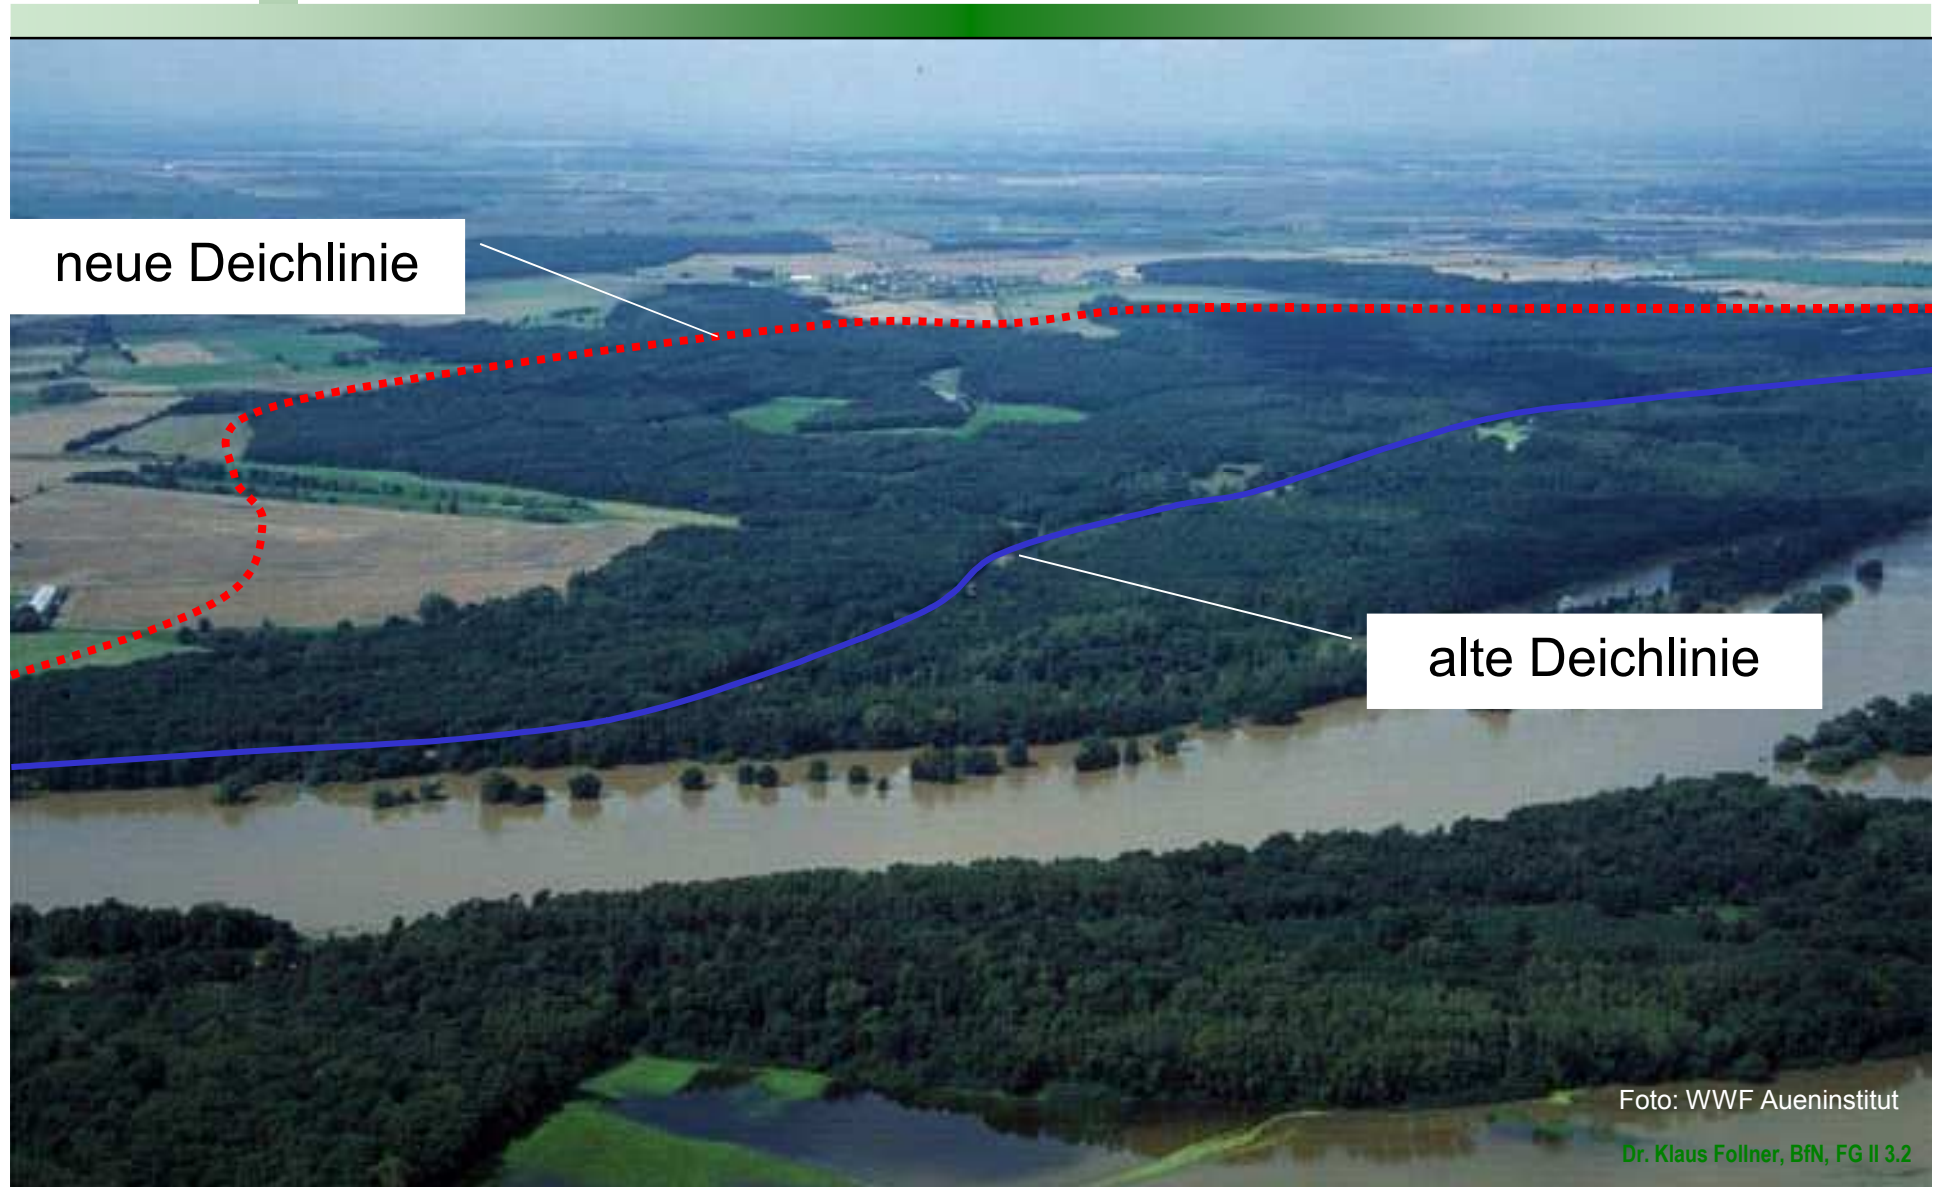 neue Deichlinie
alte Deichlinie
Foto: WWF Aueninstitut
Dr. Klaus Follner, BfN, FG II 3.2